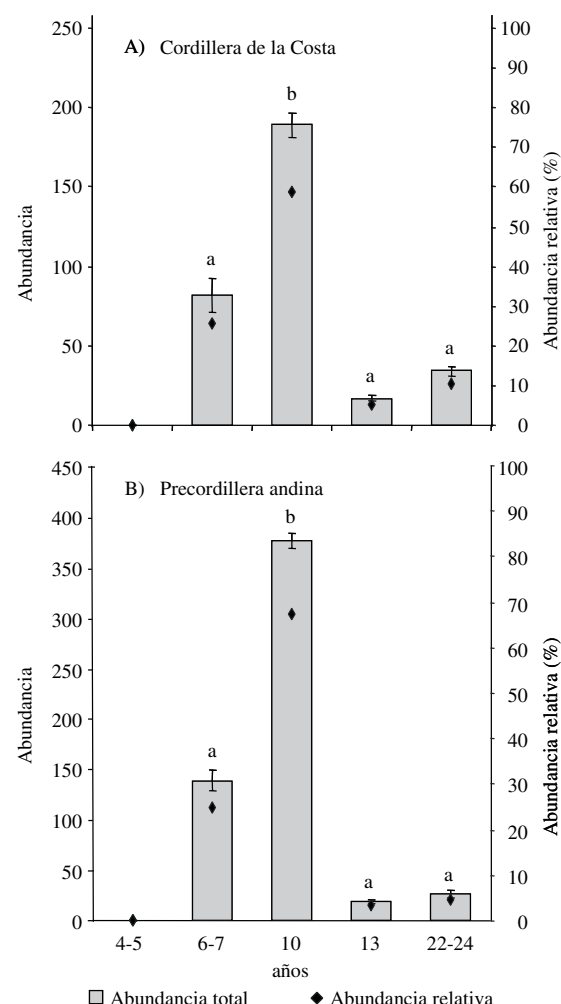 A) Cordillera de la Costa
250
200
150
100
50
0
Abundancia
100
90
80
70
60
50
40
30
20
10
0
Abundancia relativa (%)
a
b
a
a
B) Precordillera andina
450
400
350
300
250
200
150
100
50
0
Abundancia
100
90
80
70
60
50
40
30
20
10
0
Abundancia relativa (%)
a
b
a
a
4-5 6-7 10 13 22-24
años
Abundancia total Abundancia relativa